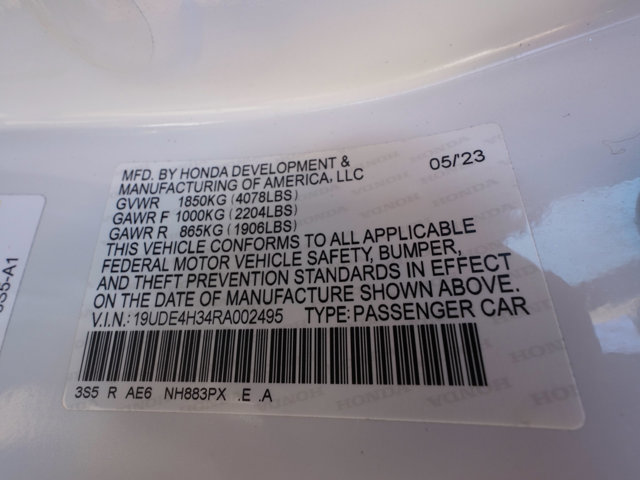 MFD. BY HONDA DEVELOPMENT & 05/'23
MANUFACTURING OF AMERICA, LLC
GVWR 1850KG (4078LBS)
GAWR F 1000KG (2204LBS)
GAWR R 865KG (1906LBS)
THIS VEHICLE CONFORMS TO ALL APPLICABLE
FEDERAL MOTOR VEHICLE SAFETY, BUMPER,
AND THEFT PREVENTION STANDARDS IN EFFECT
ON THE DATE OF MANUFACTURE SHOWN ABOVE.
V.I.N.: 19UDE4H34RA002495 TYPE: PASSENGER CAR
3S5 R AE6 NH883PX .E .A
3S5-A1